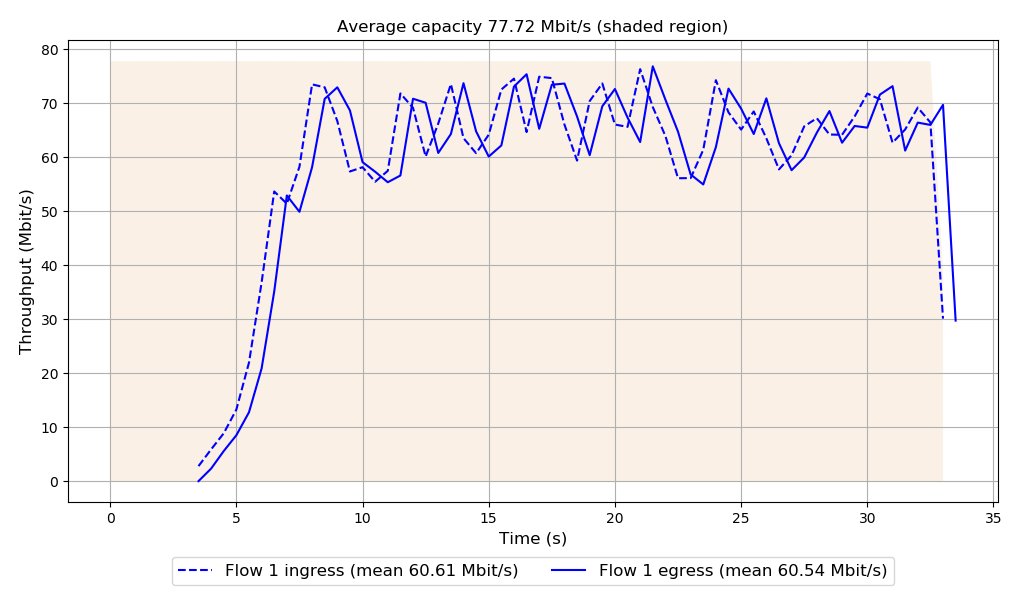 Average capacity 77.72 Mbit/s (shaded region)
80
70
60
50
40
30
20
10
0
Throughput (Mbit/s)
0 5 10 15 20 25 30 35
Time (s)
Flow 1 ingress (mean 60.61 Mbit/s) Flow 1 egress (mean 60.54 Mbit/s)